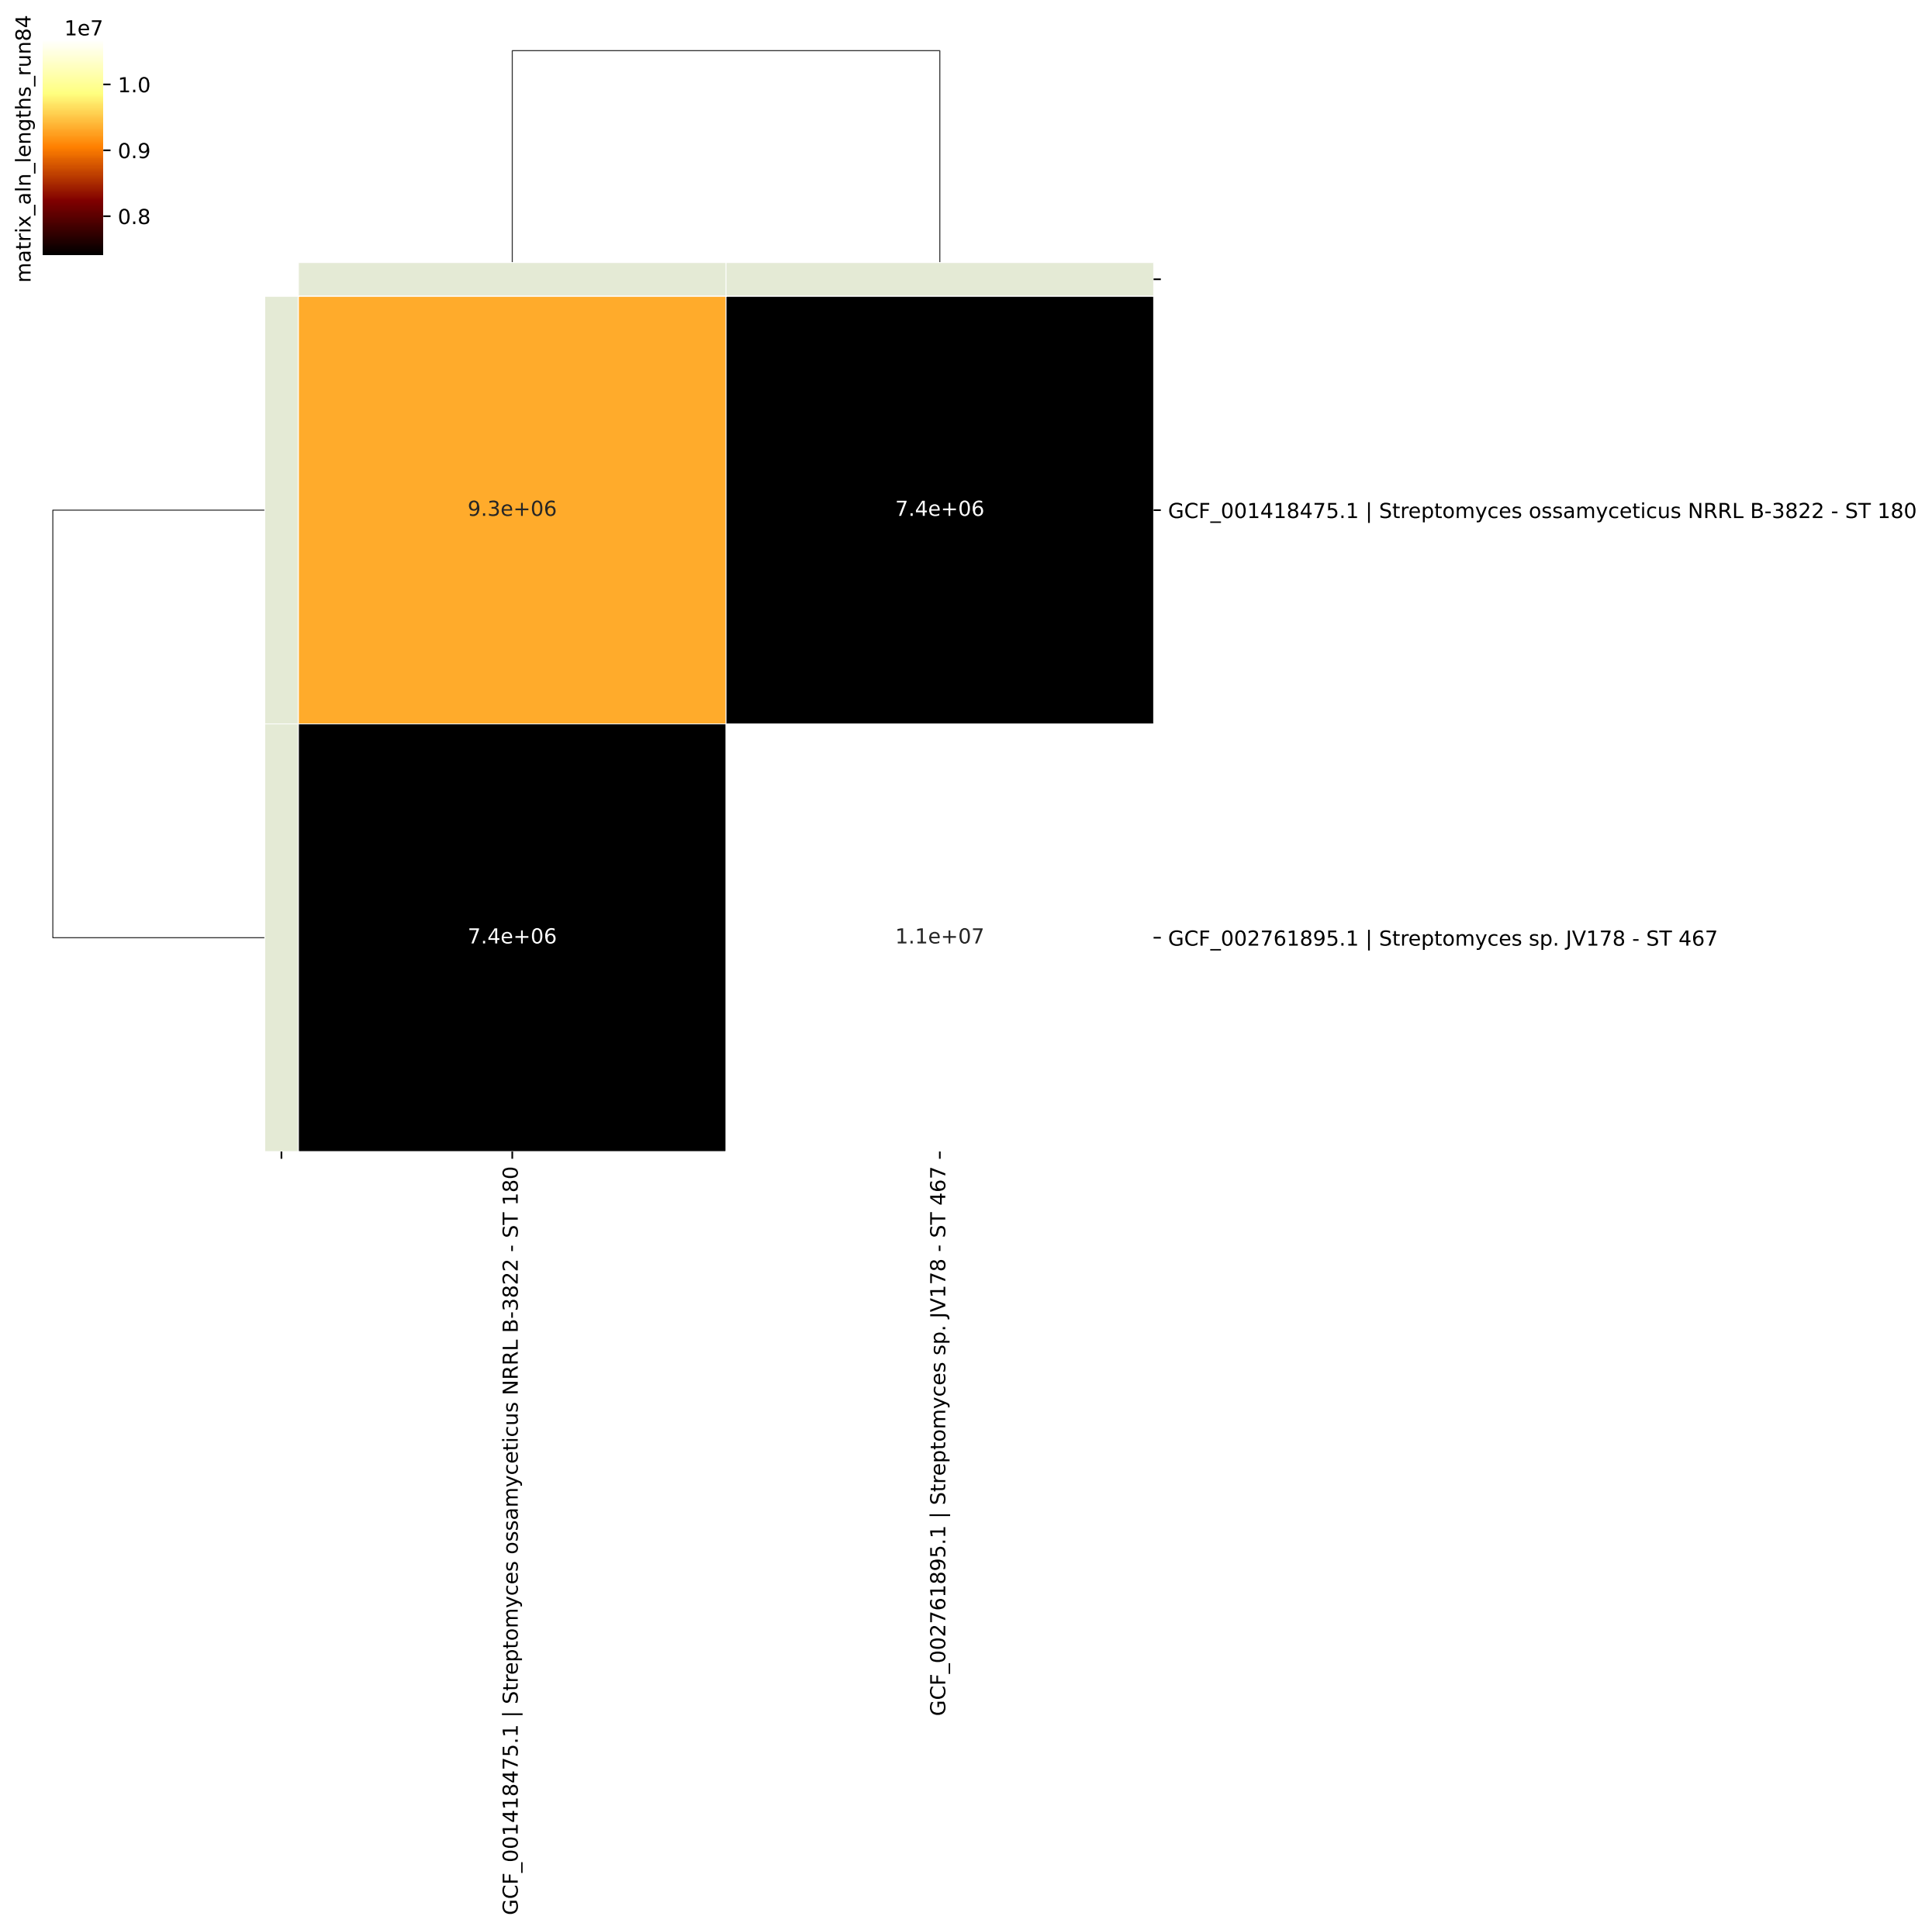 matrix_aln_lengths_run84
1e7
1.0
0.9
0.8
9.3e+06
7.4e+06
GCF_001418475.1 | Streptomyces ossamyceticus NRRL B-3822 - ST 180
7.4e+06
1.1e+07
GCF_002761895.1 | Streptomyces sp. JV178 - ST 467
GCF_001418475.1 | Streptomyces ossamyceticus NRRL B-3822 - ST 180
GCF_002761895.1 | Streptomyces sp. JV178 - ST 467